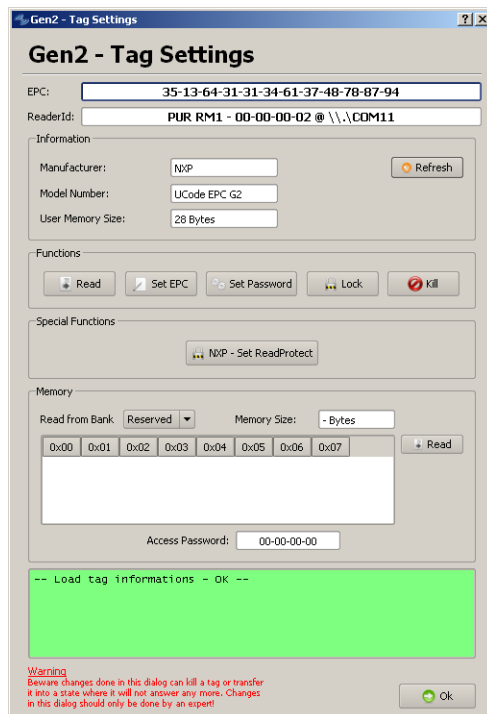 Gen2 - Tag Settings
Gen2 - Tag Settings
EPC: 35-13-64-31-31-34-61-37-48-78-87-94
ReaderId: PUR RM1 - 00-00-00-02 @ \\.\COM11
Information
Manufacturer: NXP Refresh
Model Number: UCode EPC G2
User Memory Size: 28 Bytes
Functions
Read Set EPC Set Password Lock Kill
Special Functions
NXP - Set ReadProtect
Memory
Read from Bank Reserved Memory Size: - Bytes
0x00 0x01 0x02 0x03 0x04 0x05 0x06 0x07 Read
Access Password: 00-00-00-00
-- Load tag informations - OK --
Warning
Beware changes done in this dialog can kill a tag or transfer
it into a state where it will not answer any more. Changes
in this dialog should only be done by an expert!
Ok